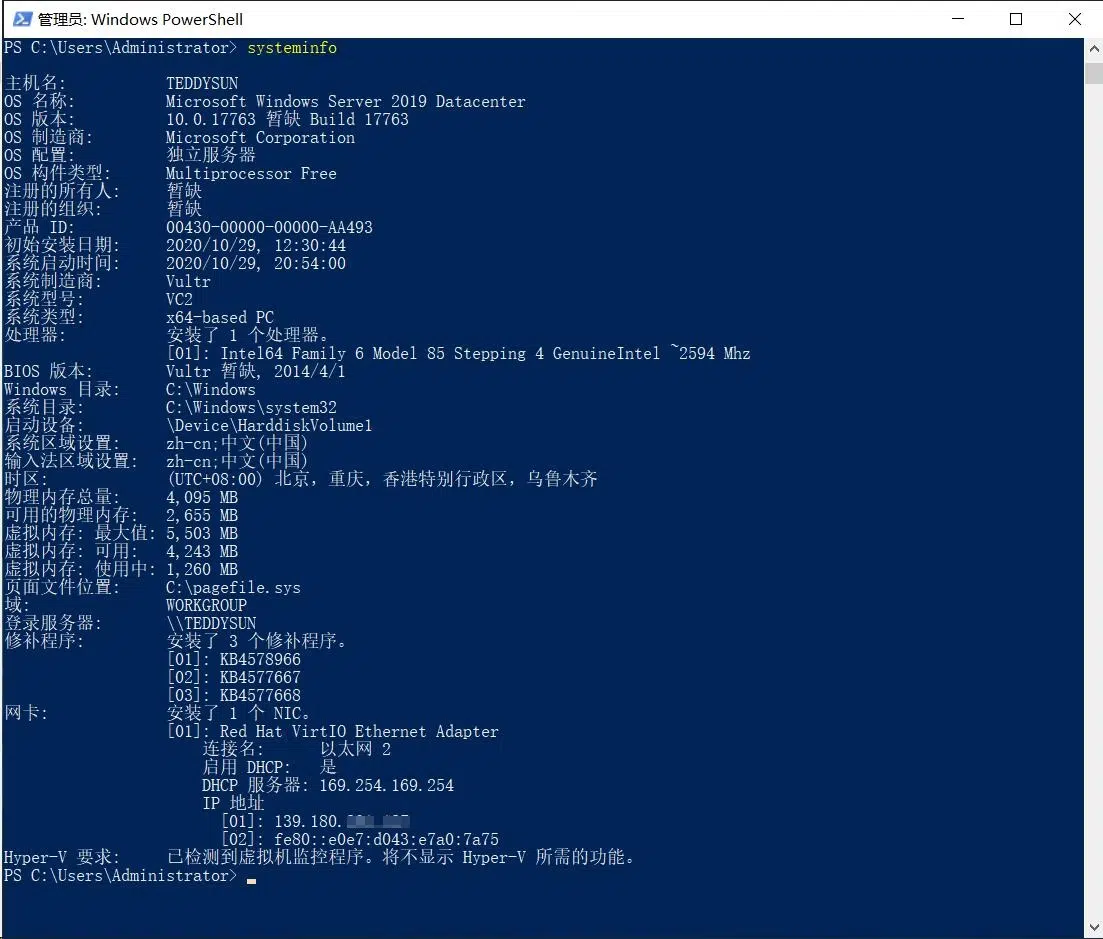 管理员: Windows PowerShell
PS C:\Users\Administrator> systeminfo
主机名: TEDDYSUN
OS 名称: Microsoft Windows Server 2019 Datacenter
OS 版本: 10.0.17763 暂缺 Build 17763
OS 制造商: Microsoft Corporation
OS 配置: 独立服务器
OS 构件类型: Multiprocessor Free
注册的所有人: 暂缺
注册的组织: 暂缺
产品 ID: 00430-00000-00000-AA493
初始安装日期: 2020/10/29, 12:30:44
系统启动时间: 2020/10/29, 20:54:00
系统制造商: Vultr
系统型号: VC2
系统类型: x64-based PC
处理器: 安装了 1 个处理器。
[01]: Intel64 Family 6 Model 85 Stepping 4 GenuineIntel ~2594 Mhz
BIOS 版本: Vultr 暂缺, 2014/4/1
Windows 目录: C:\Windows
系统目录: C:\Windows\system32
启动设备: \Device\HarddiskVolume1
系统区域设置: zh-cn;中文(中国)
输入法区域设置: zh-cn;中文(中国)
时区: (UTC+08:00) 北京，重庆，香港特别行政区，乌鲁木齐
物理内存总量: 4,095 MB
可用的物理内存: 2,655 MB
虚拟内存: 最大值: 5,503 MB
虚拟内存: 可用: 4,243 MB
虚拟内存: 使用中: 1,260 MB
页面文件位置: C:\pagefile.sys
域: WORKGROUP
登录服务器: \\TEDDYSUN
修补程序: 安装了 3 个修补程序。
[01]: KB4578966
[02]: KB4577667
[03]: KB4577668
网卡: 安装了 1 个 NIC。
[01]: Red Hat VirtIO Ethernet Adapter
连接名: 以太网 2
启用 DHCP: 是
DHCP 服务器: 169.254.169.254
IP 地址
[01]: 139.180.
[02]: fe80::e0e7:d043:e7a0:7a75
Hyper-V 要求: 已检测到虚拟机监控程序。将不显示 Hyper-V 所需的功能。
PS C:\Users\Administrator>